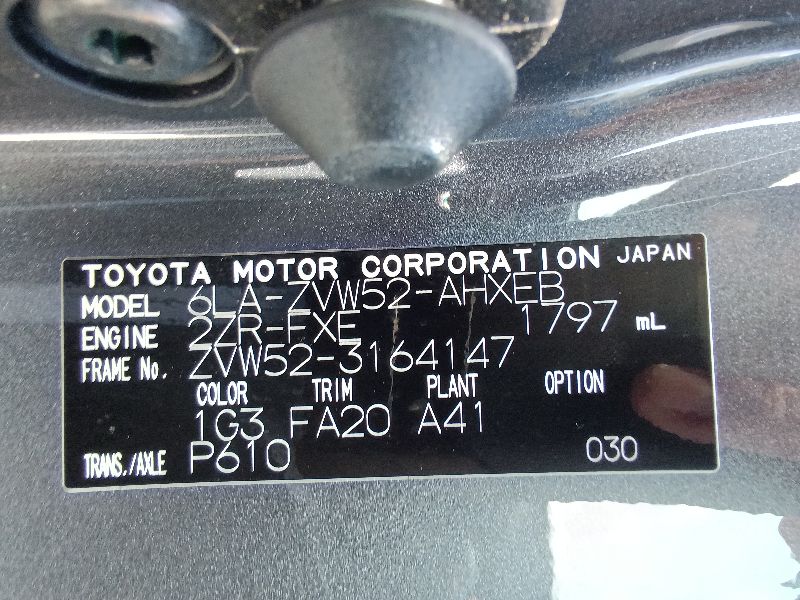 TOYOTA MOTOR CORPORATION JAPAN
MODEL 6LA-ZVW52-AHXEB
ENGINE 2ZR-FXE 1797 mL
FRAME No. ZVW52-3164147
COLOR TRIM PLANT OPTION
1G3 FA20 A41
TRANS./AXLE P610 030